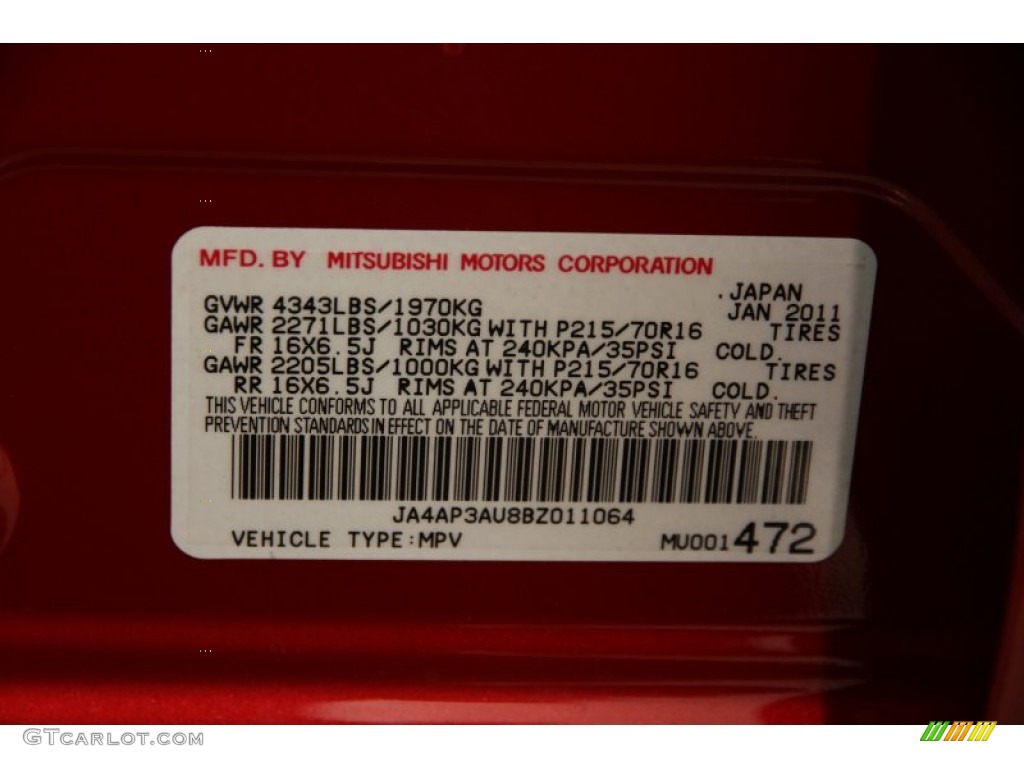 MFD. BY MITSUBISHI MOTORS CORPORATION
.JAPAN
GVWR 4343LBS/1970KG JAN 2011
GAWR 2271LBS/1030KG WITH P215/70R16 TIRES
FR 16X6.5J RIMS AT 240KPA/35PSI COLD.
GAWR 2205LBS/1000KG WITH P215/70R16 TIRES
RR 16X6.5J RIMS AT 240KPA/35PSI COLD.
THIS VEHICLE CONFORMS TO ALL APPLICABLE FEDERAL MOTOR VEHICLE SAFETY AND THEFT
PREVENTION STANDARDS IN EFFECT ON THE DATE OF MANUFACTURE SHOWN ABOVE.
JA4AP3AU8BZ011064
VEHICLE TYPE:MPV MU001472
GTCARLOT.COM